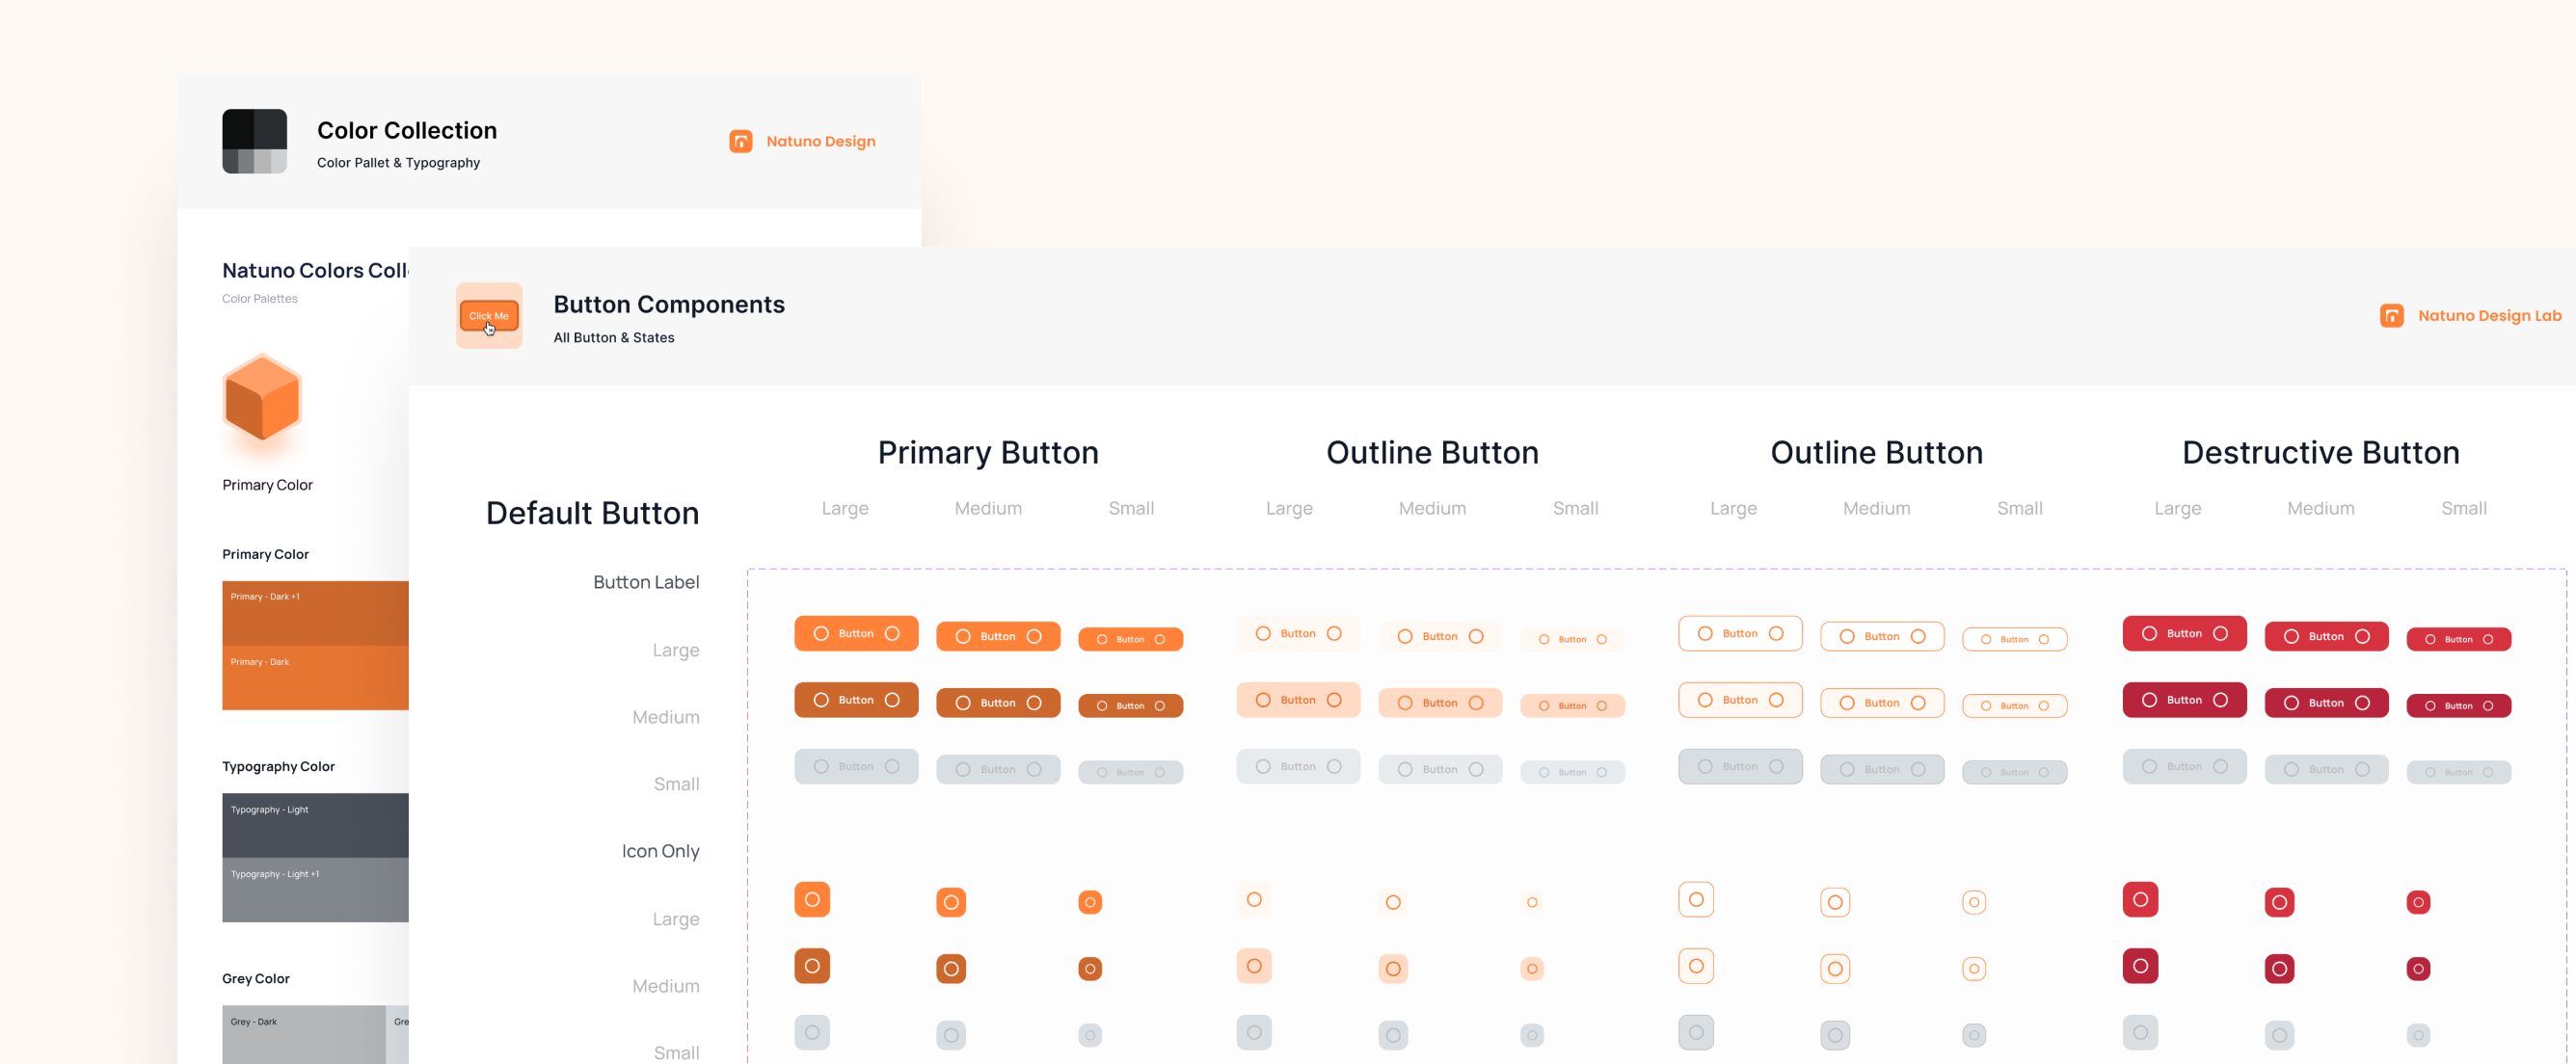 Color Collection
Color Pallet & Typography
Natuno Design
Natuno Colors Coll
Color Palettes
Primary Color
Primary Color
Primary - Dark +1
Primary - Dark
Typography Color
Typography - Light
Typography - Light +1
Grey Color
Grey - Dark
Gre
Click Me
Button Components
All Button & States
Natuno Design Lab
Primary Button
Outline Button
Outline Button
Destructive Button
Default Button
Large Medium Small Large Medium Small Large Medium Small Large Medium Small
Button Label
Button Button Button Button Button Button Button Button Button Button Button Button
Large
Button Button Button Button Button Button Button Button Button Button Button Button
Medium
Button Button Button Button Button Button Button Button Button Button Button Button
Small
Icon Only
Large
Medium
Small